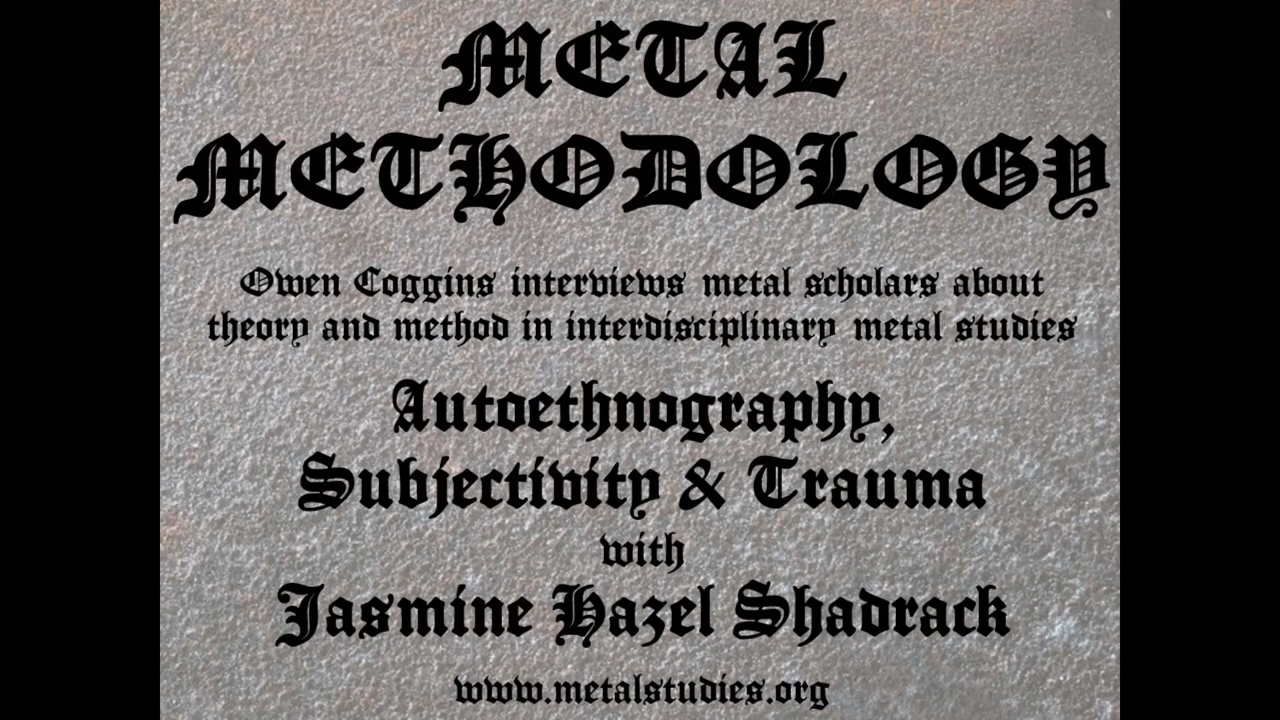 METAL
METHODOLOGY
Owen Coggins interviews metal scholars about
theory and method in interdisciplinary metal studies
Autoethnography,
Subjectivity & Trauma
with
Jasmine Hazel Shadrack
www.metalstudies.org